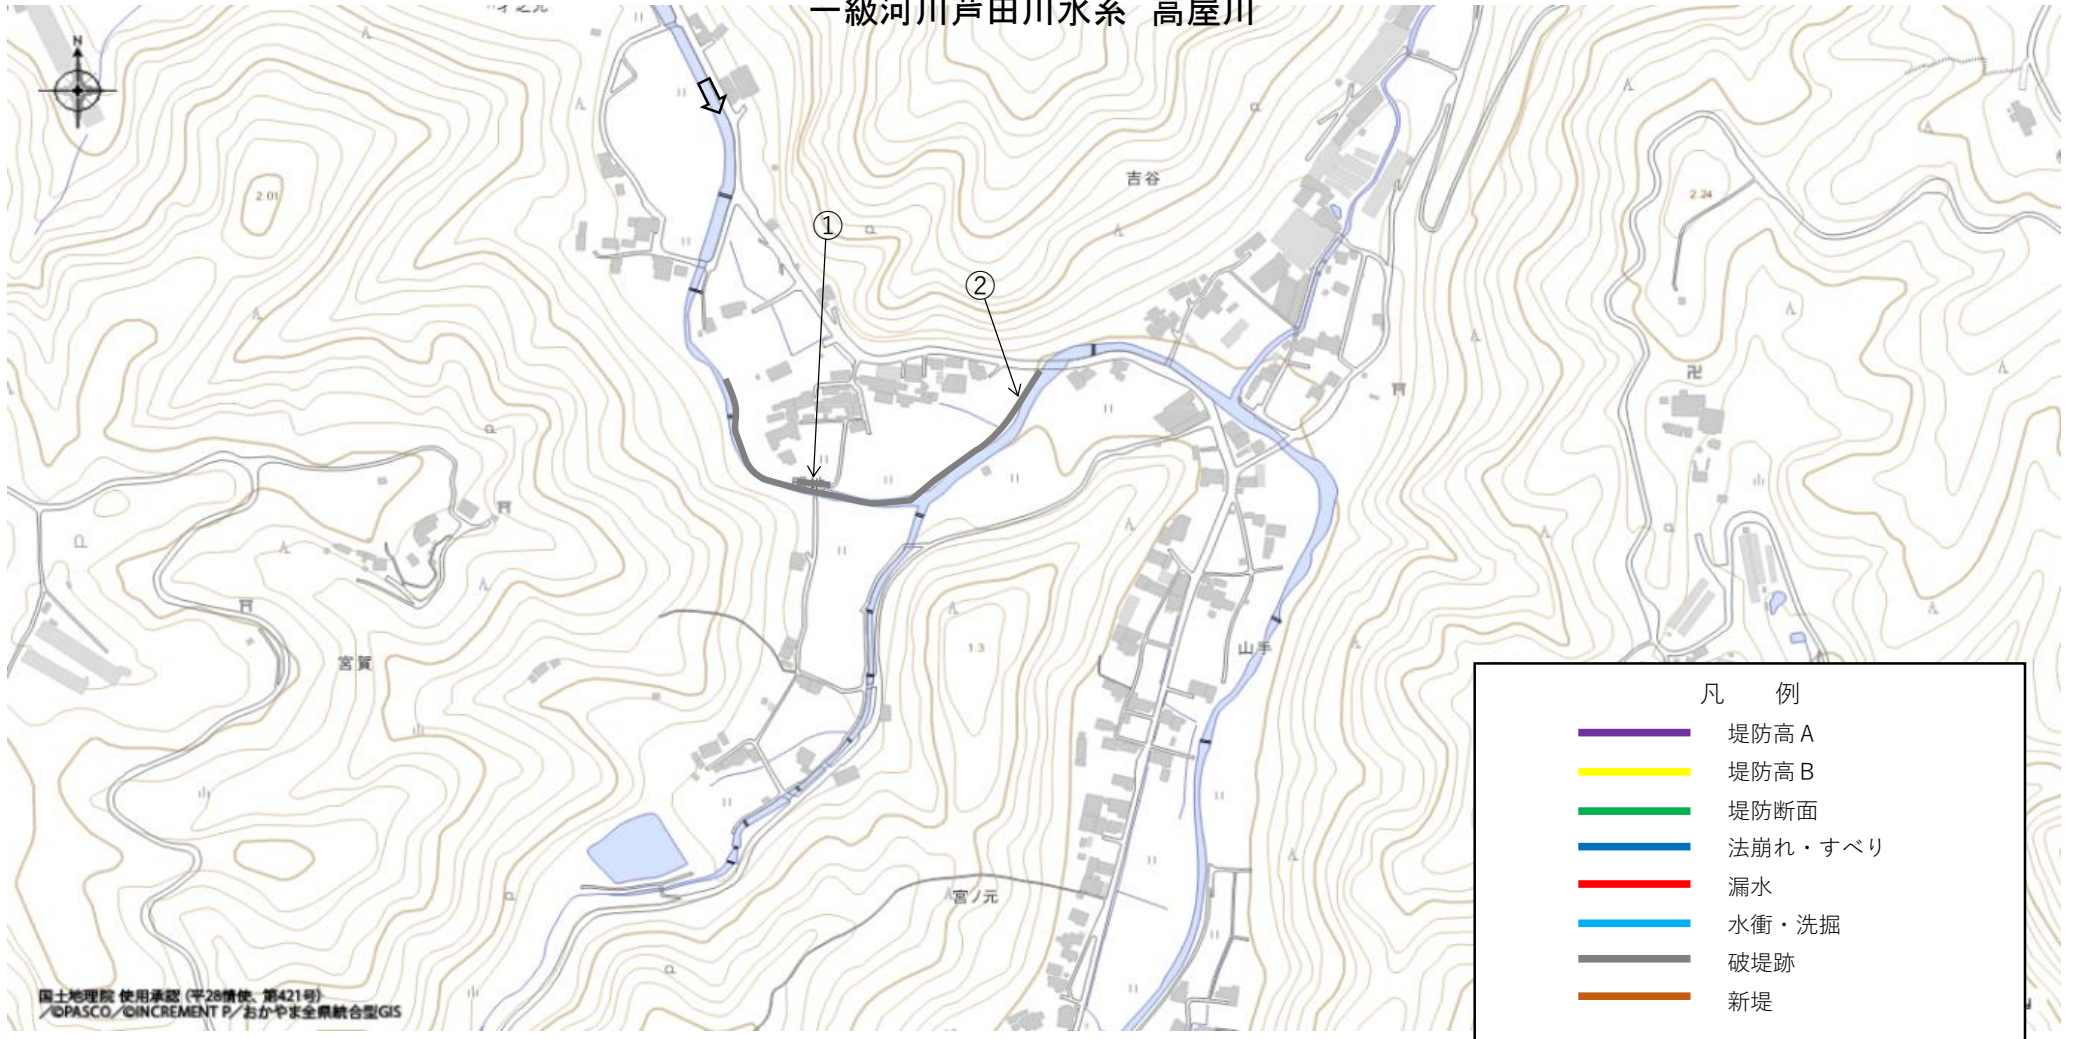 一級河川芦田川水系 高屋川
N
2.01
①
吉谷
2.24
②
宮賀
1.3
山手
宮ノ元
凡 例
堤防高A
堤防高B
堤防断面
法崩れ・すべり
漏水
水衝・洗掘
破堤跡
新堤
国土地理院 使用承認 (平28情使、第421号)
/©PASCO/©INCREMENT P/おかやま全県統合型GIS